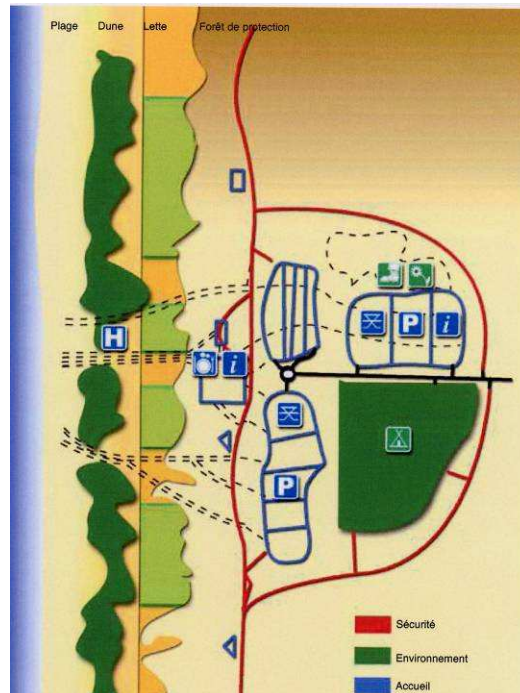 Plage Dune Lette Forêt de protection
H
P i
i
P
Sécurité
Environnement
Accueil